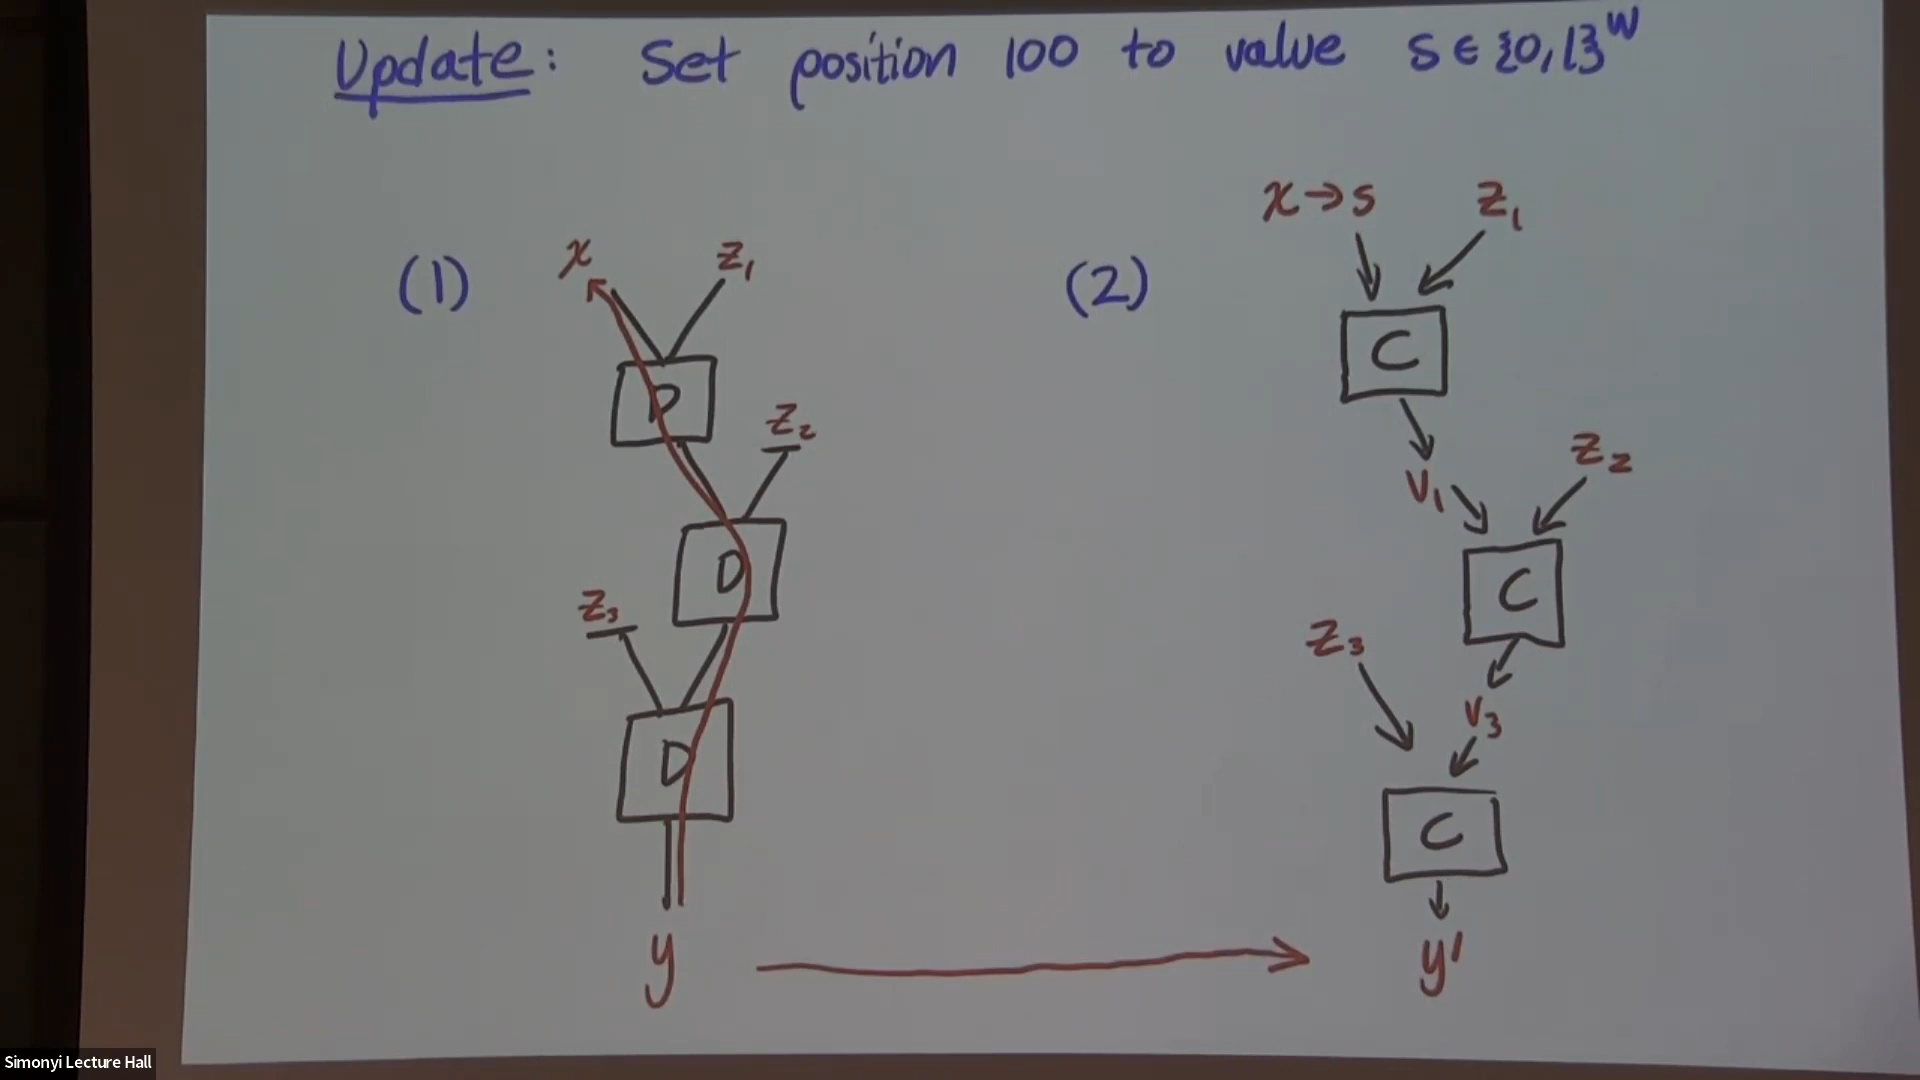 Update: Set position 100 to value s ∈ {0,1}^W
(1)
x
z₁
D
z₂
D
z₃
D
y
(2)
x → s
z₁
C
v₁
z₂
C
z₃
v₃
C
y'
Simonyi Lecture Hall